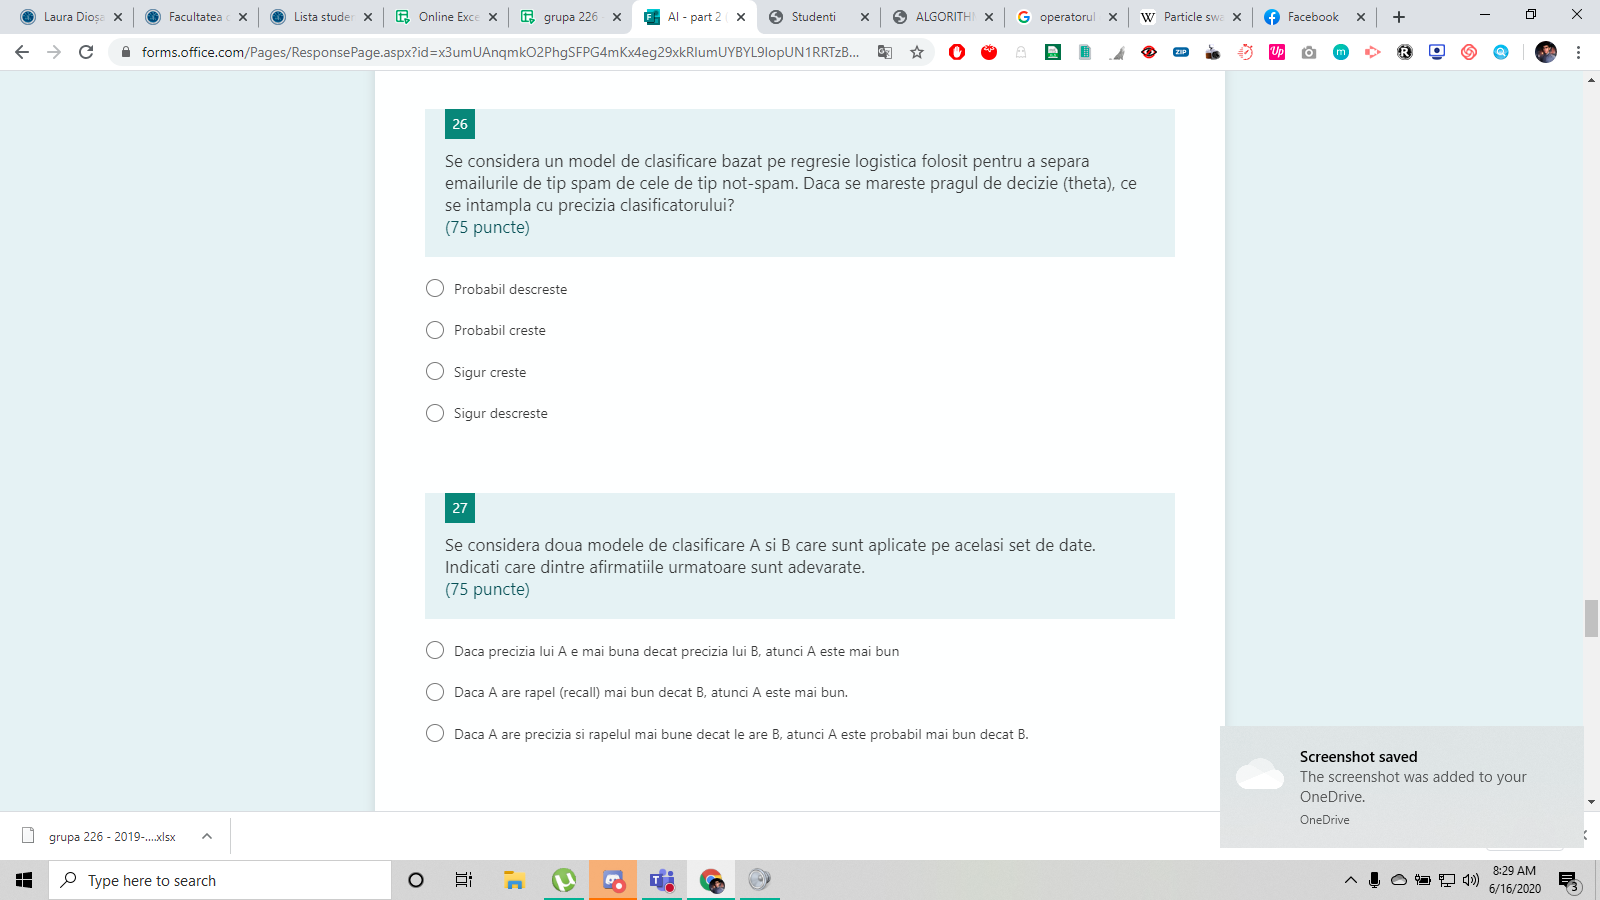 Laura Dioșa
Facultatea d
Lista studen
Online Exce
grupa 226 -
AI - part 2 (
Studenti
ALGORITHM
operatorul
Particle swa
Facebook
forms.office.com/Pages/ResponsePage.aspx?id=x3umUAnqmkO2PhgSFPG4mKx4eg29xkRIumUYBYL9IopUN1RRTzB...
26
Se considera un model de clasificare bazat pe regresie logistica folosit pentru a separa
emailurile de tip spam de cele de tip not-spam. Daca se mareste pragul de decizie (theta), ce
se intampla cu precizia clasificatorului?
(75 puncte)
Probabil descreste
Probabil creste
Sigur creste
Sigur descreste
27
Se considera doua modele de clasificare A si B care sunt aplicate pe acelasi set de date.
Indicati care dintre afirmatiile urmatoare sunt adevarate.
(75 puncte)
Daca precizia lui A e mai buna decat precizia lui B, atunci A este mai bun
Daca A are rapel (recall) mai bun decat B, atunci A este mai bun.
Daca A are precizia si rapelul mai bune decat le are B, atunci A este probabil mai bun decat B.
Screenshot saved
The screenshot was added to your
OneDrive.
OneDrive
grupa 226 - 2019-....xlsx
Type here to search
8:29 AM
6/16/2020
3